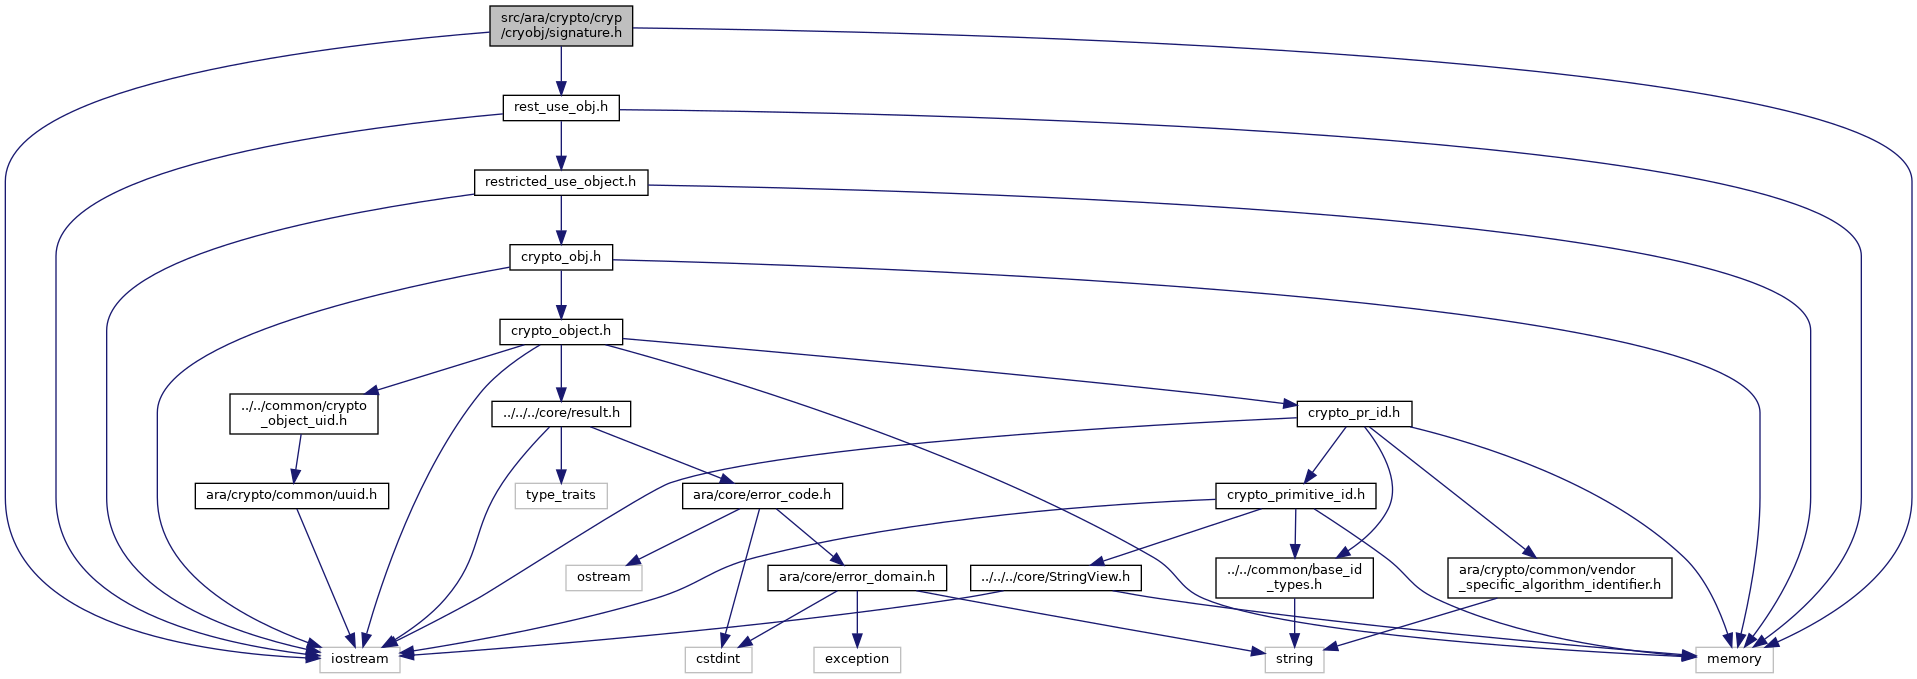 src/ara/crypto/cryp
/cryobj/signature.h
rest_use_obj.h
restricted_use_object.h
crypto_obj.h
crypto_object.h
../../common/crypto
_object_uid.h
../../../core/result.h
crypto_pr_id.h
ara/crypto/common/uuid.h
type_traits
ara/core/error_code.h
crypto_primitive_id.h
ostream
ara/core/error_domain.h
../../../core/StringView.h
../../common/base_id
_types.h
ara/crypto/common/vendor
_specific_algorithm_identifier.h
iostream
cstdint
exception
string
memory